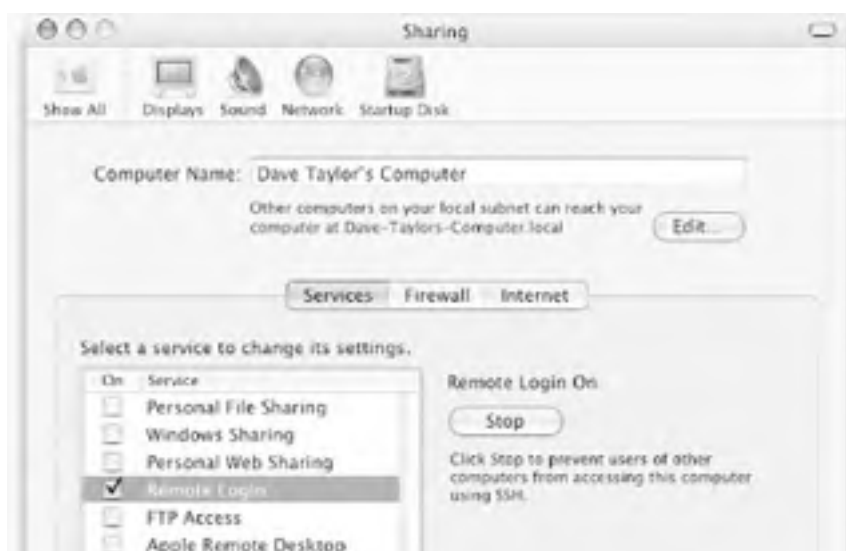 Sharing
Show All Displays Sound Network Startup Disk
Computer Name: Dave Taylor's Computer
Other computers on your local subnet can reach your
computer at Dave-Taylors-Computer.local
Edit...
Services Firewall Internet
Select a service to change its settings.
On Service
Personal File Sharing
Windows Sharing
Personal Web Sharing
Remote Login
FTP Access
Apple Remote Desktop
Remote Login On
Stop
Click Stop to prevent users of other
computers from accessing this computer
using SSH.